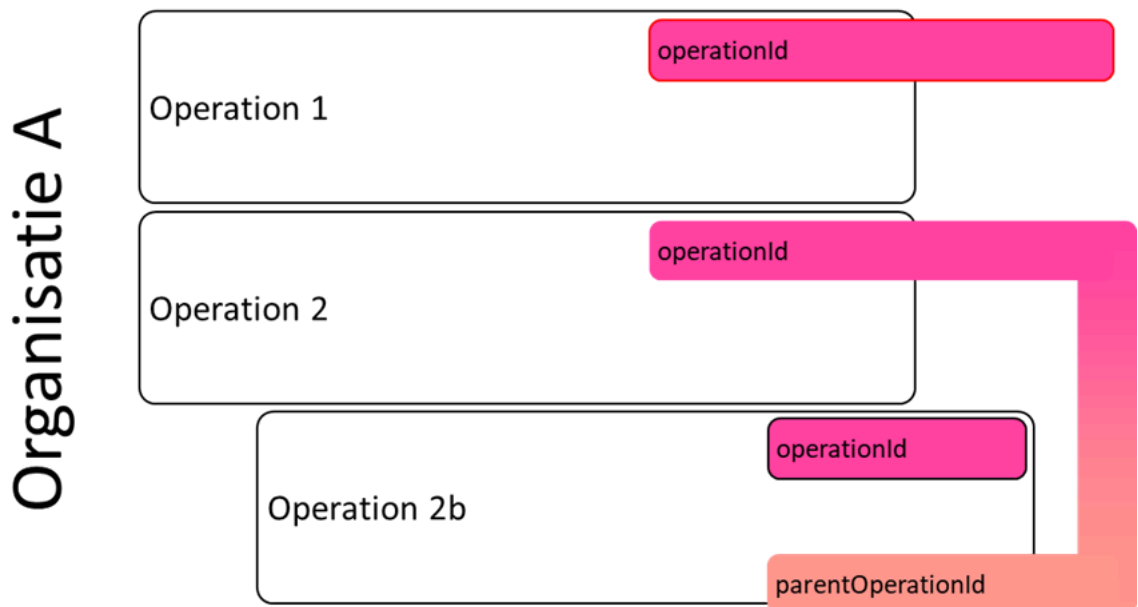 Organisatie A
operationId
Operation 1
operationId
Operation 2
operationId
Operation 2b
parentOperationId